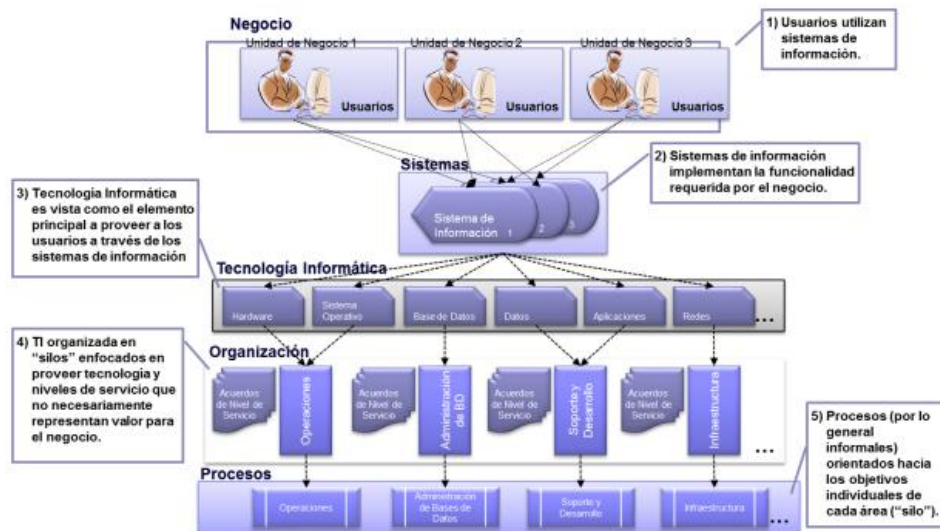 Negocio
Unidad de Negocio 1
Unidad de Negocio 2
Unidad de Negocio 3
Usuarios
Usuarios
Usuarios
1) Usuarios utilizan
sistemas de
información.
Sistemas
Sistema de
Información 1
2
3
2) Sistemas de información
implementan la funcionalidad
requerida por el negocio.
3) Tecnología Informática
es vista como el elemento
principal a proveer a los
usuarios a través de los
sistemas de información
Tecnología Informática
Hardware
Sistema
Operativo
Base de Datos
Datos
Aplicaciones
Redes
...
4) TI organizada en
“silos” enfocados en
proveer tecnología y
niveles de servicio que
no necesariamente
representan valor para
el negocio.
Organización
Acuerdos de
Nivel de
Servicio
Operaciones
Acuerdos de
Nivel de
Servicio
Administración
de BD
Acuerdos de
Nivel de
Servicio
Soporte y
Desarrollo
Acuerdos de
Nivel de
Servicio
Infraestructura
...
5) Procesos (por lo
general
informales)
orientados hacia
los objetivos
individuales de
cada área (“silo”).
Procesos
Operaciones
Administración
de Bases de
Datos
Soporte y
Desarrollo
Infraestructura
...